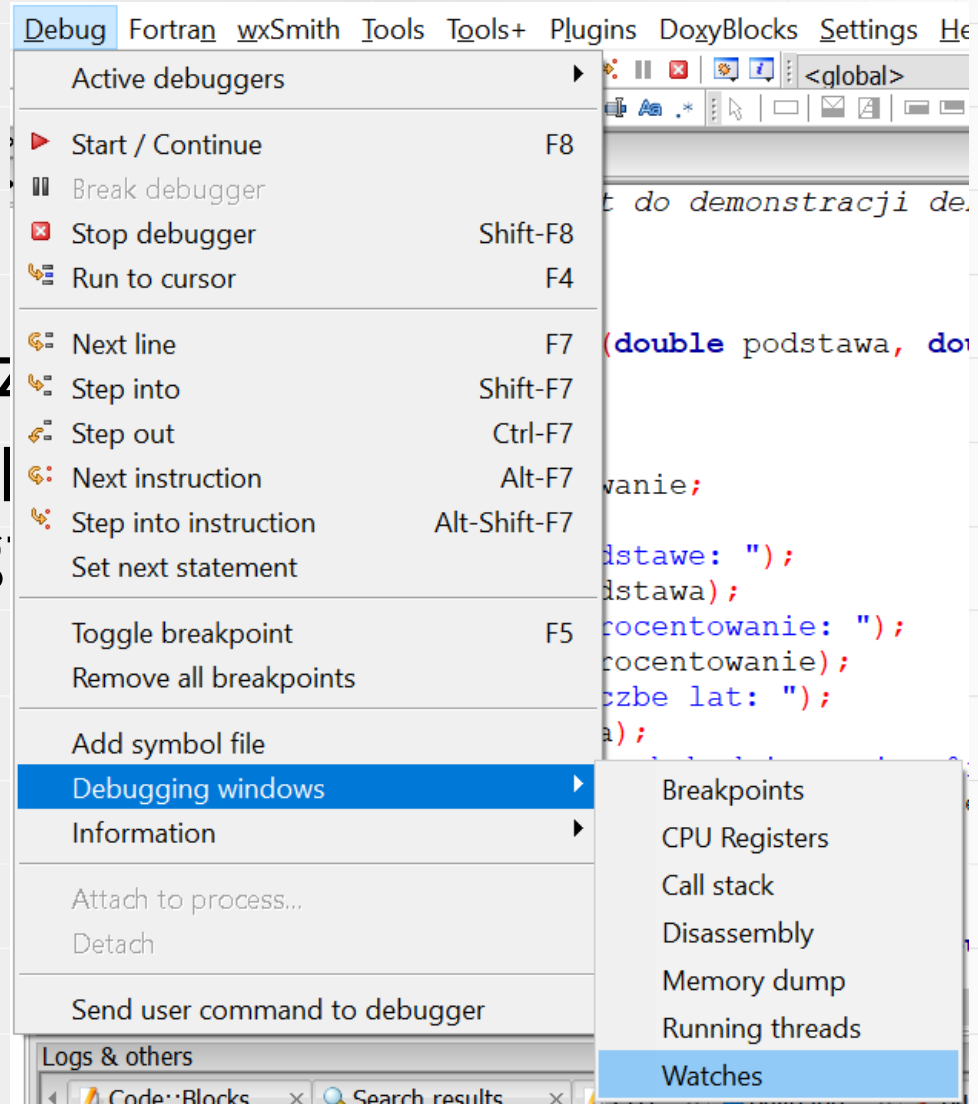 Debug Fortran wxSmith Tools Tools+ Plugins DoxyBlocks Settings
Active debuggers
<global>
Start / Continue F8
Break debugger
t do demonstracji
Stop debugger Shift-F8
Run to cursor F4
Next line F7
(double podstawa,
Step into Shift-F7
Step out Ctrl-F7
Next instruction Alt-F7
wanie;
Step into instruction Alt-Shift-F7
Set next statement
dstawe: ");
dstawa);
Toggle breakpoint F5
rocentowanie: ");
Remove all breakpoints
rocentowanie);
czbe lat: ");
Add symbol file
a);
Debugging windows
Breakpoints
Information
CPU Registers
Call stack
Attach to process...
Disassembly
Detach
Memory dump
Send user command to debugger
Running threads
Logs & others
Watches
Code::Blocks Search results